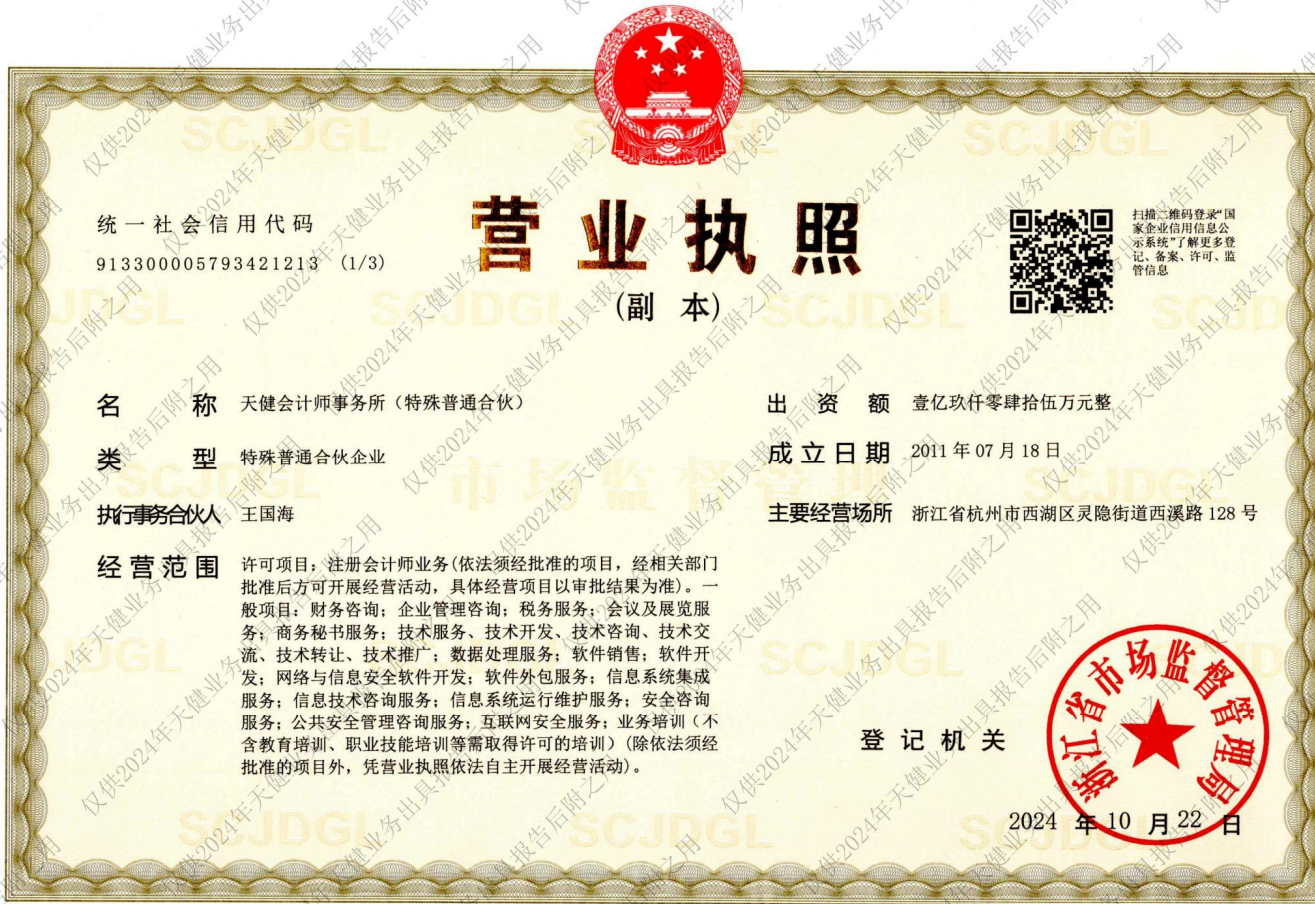 统一社会信用代码
913300005793421213 (1/3)
营业执照
(副 本)
扫描二维码登录“国
家企业信用信息公
示系统”了解更多登
记、备案、许可、监
管信息
名 称 天健会计师事务所（特殊普通合伙）
类 型 特殊普通合伙企业
执行事务合伙人 王国海
经营范围 许可项目：注册会计师业务(依法须经批准的项目，经相关部门
批准后方可开展经营活动，具体经营项目以审批结果为准)。一
般项目：财务咨询；企业管理咨询；税务服务；会议及展览服
务；商务秘书服务；技术服务、技术开发、技术咨询、技术交
流、技术转让、技术推广；数据处理服务；软件销售；软件开
发；网络与信息安全软件开发；软件外包服务；信息系统集成
服务；信息技术咨询服务；信息系统运行维护服务；安全咨询
服务；公共安全管理咨询服务；互联网安全服务；业务培训（不
含教育培训、职业技能培训等需取得许可的培训）(除依法须经
批准的项目外，凭营业执照依法自主开展经营活动)。
出 资 额 壹亿玖仟零肆拾伍万元整
成立日期 2011 年 07 月 18 日
主要经营场所 浙江省杭州市西湖区灵隐街道西溪路 128 号
登记机关
浙江省市场监督管理局
2024 年 10 月 22 日
市场监督管理
SCJDGL
仅供2024年天健业务出具报告后附之用